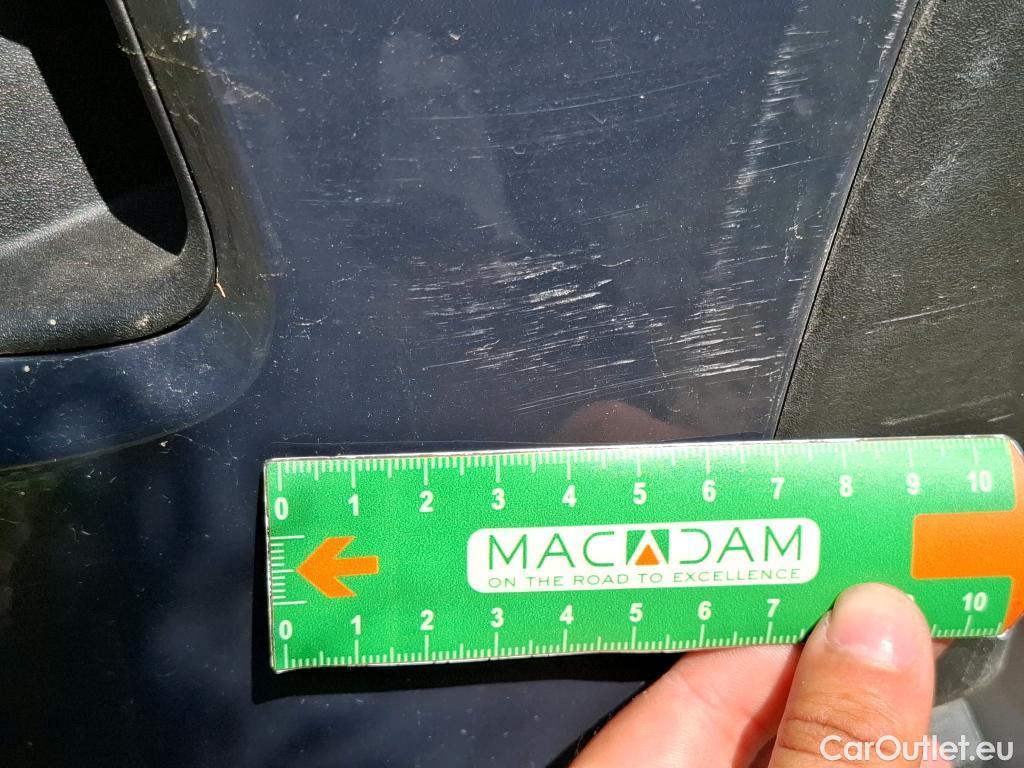 0 1 2 3 4 5 6 7 8 9 10
MACADAM
ON THE ROAD TO EXCELLENCE
0 1 2 3 4 5 6 7 10
CarOutlet.eu